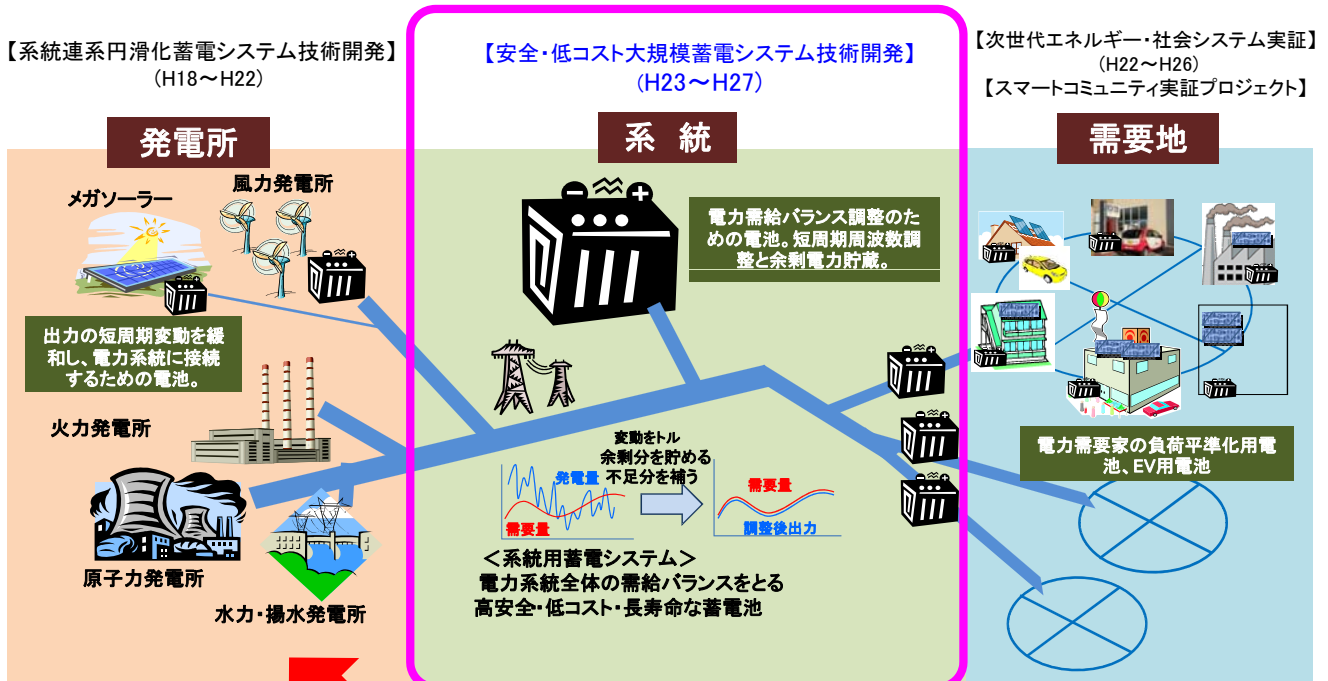 【系統連系円滑化蓄電システム技術開発】
(H18～H22)
【安全・低コスト大規模蓄電システム技術開発】
(H23～H27)
【次世代エネルギー・社会システム実証】
(H22～H26)
【スマートコミュニティ実証プロジェクト】
発電所
メガソーラー
風力発電所
出力の短周期変動を緩
和し、電力系統に接続
するための電池。
火力発電所
原子力発電所
水力・揚水発電所
系 統
電力需給バランス調整のた
めの電池。短周期周波数調
整と余剰電力貯蔵。
変動をトル
余剰分を貯める
不足分を補う
発電量
需要量
需要量
調整後出力
＜系統用蓄電システム＞
電力系統全体の需給バランスをとる
高安全・低コスト・長寿命な蓄電池
需要地
電力需要家の負荷平準化用電
池、EV用電池